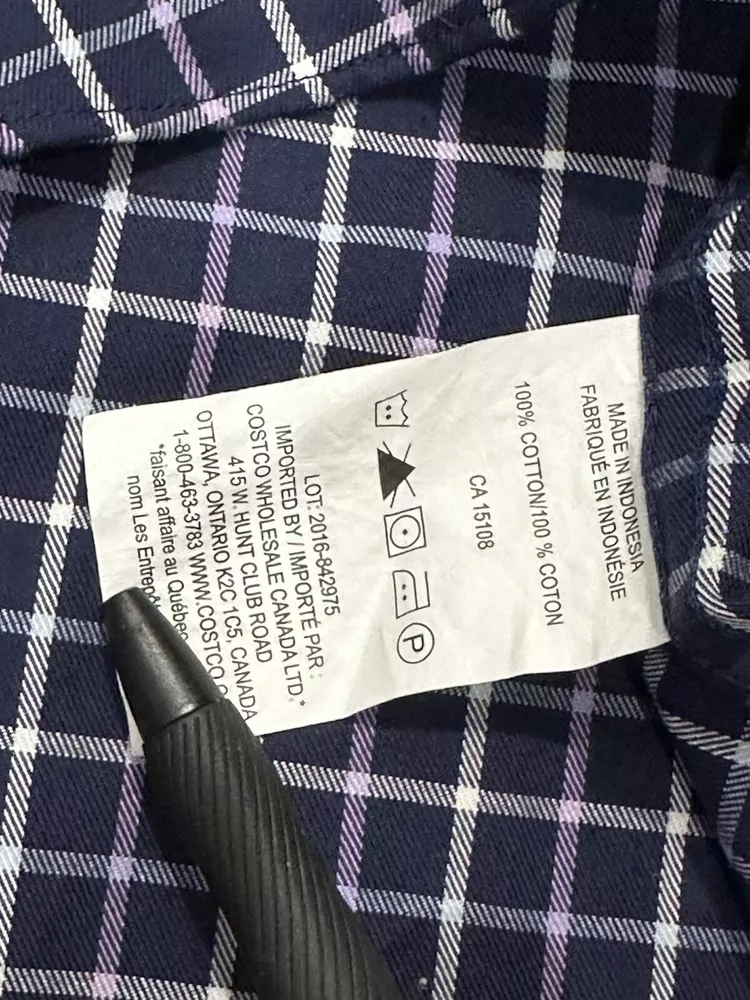 MADE IN INDONESIA
FABRIQUÉ EN INDONÉSIE
100% COTTON/100 % COTON
CA 15108
P
LOT: 2016-842975
IMPORTED BY / IMPORTÉ PAR :
COSTCO WHOLESALE CANADA LTD.*
415 W. HUNT CLUB ROAD
OTTAWA, ONTARIO K2C 1C5, CANADA
1-800-463-3783 WWW.COSTCO
*faisant affaire au Québec
nom Les